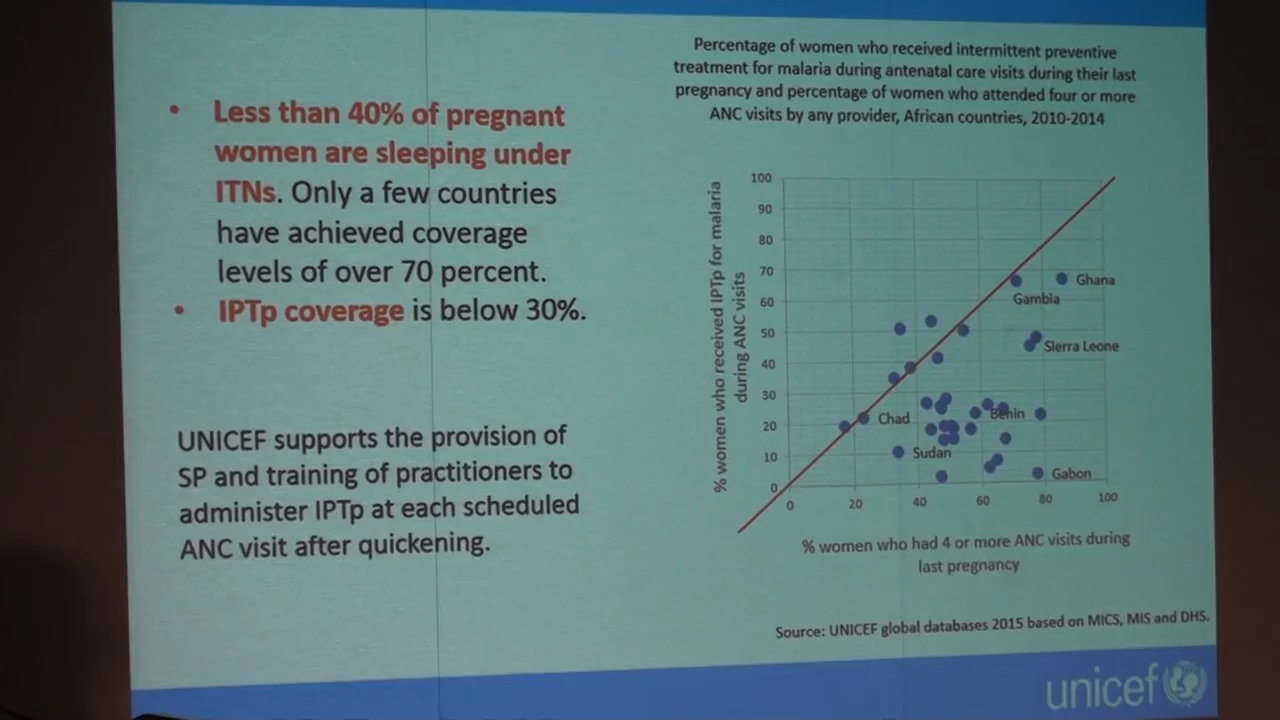 • Less than 40% of pregnant
women are sleeping under
ITNs. Only a few countries
have achieved coverage
levels of over 70 percent.
• IPTp coverage is below 30%.
UNICEF supports the provision of
SP and training of practitioners to
administer IPTp at each scheduled
ANC visit after quickening.
Percentage of women who received intermittent preventive
treatment for malaria during antenatal care visits during their last
pregnancy and percentage of women who attended four or more
ANC visits by any provider, African countries, 2010-2014
% women who received IPTp for malaria
during ANC visits
100
90
80
70
60
50
40
30
20
10
0
Ghana
Gambia
Sierra Leone
Chad
Benin
Sudan
Gabon
0 20 40 60 80 100
% women who had 4 or more ANC visits during
last pregnancy
Source: UNICEF global databases 2015 based on MICS, MIS and DHS.
unicef